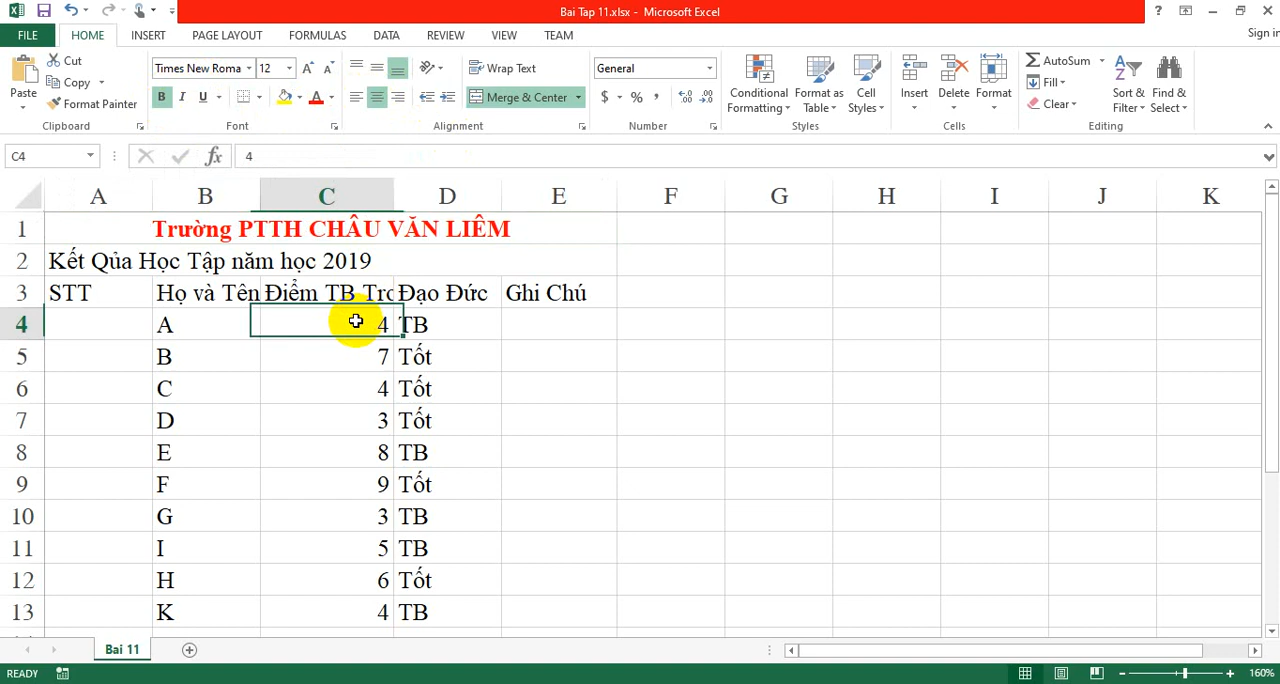 Bai Tap 11.xlsx - Microsoft Excel
?
Sign in
FILE HOME INSERT PAGE LAYOUT FORMULAS DATA REVIEW VIEW TEAM
Paste
Cut
Copy
Format Painter
Clipboard
Times New Roma 12
B I U
Font
Wrap Text
Merge & Center
Alignment
General
$ % ,
Number
Conditional Formatting
Format as Table
Cell Styles
Styles
Insert Delete Format
Cells
AutoSum
Fill
Clear
Sort & Filter
Find & Select
Editing
C4
fx 4
A B C D E F G H I J K
1 Trường PTTH CHÂU VĂN LIÊM
2 Kết Qủa Học Tập năm học 2019
3 STT Họ và Tên Điểm TB Trc Đạo Đức Ghi Chú
4 A 4 TB
5 B 7 Tốt
6 C 4 Tốt
7 D 3 Tốt
8 E 8 TB
9 F 9 Tốt
10 G 3 TB
11 I 5 TB
12 H 6 Tốt
13 K 4 TB
Bai 11
READY
160%